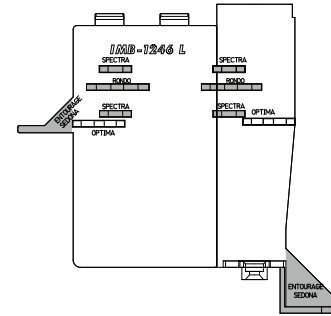 IMB-1246 L
SPECTRA
SPECTRA
RONDO
RONDO
SPECTRA
SPECTRA
ENTOURAGE
SEDONA
OPTIMA
OPTIMA
ENTOURAGE
SEDONA